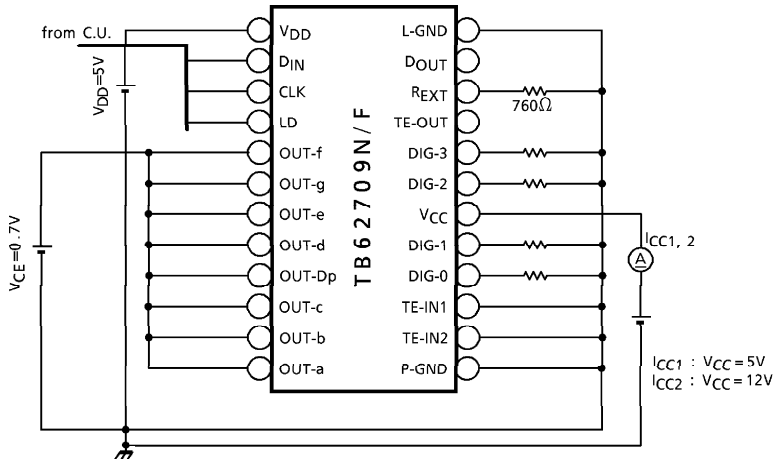 from C.U.
VDD=5V
VCE=0.7V
VDD
DIN
CLK
LD
OUT-f
OUT-g
OUT-e
OUT-d
OUT-Dp
OUT-c
OUT-b
OUT-a
TB62709N/F
L-GND
DOUT
REXT
TE-OUT
DIG-3
DIG-2
VCC
DIG-1
DIG-0
TE-IN1
TE-IN2
P-GND
760Ω
ICC1, 2
A
ICC1 : VCC=5V
ICC2 : VCC=12V